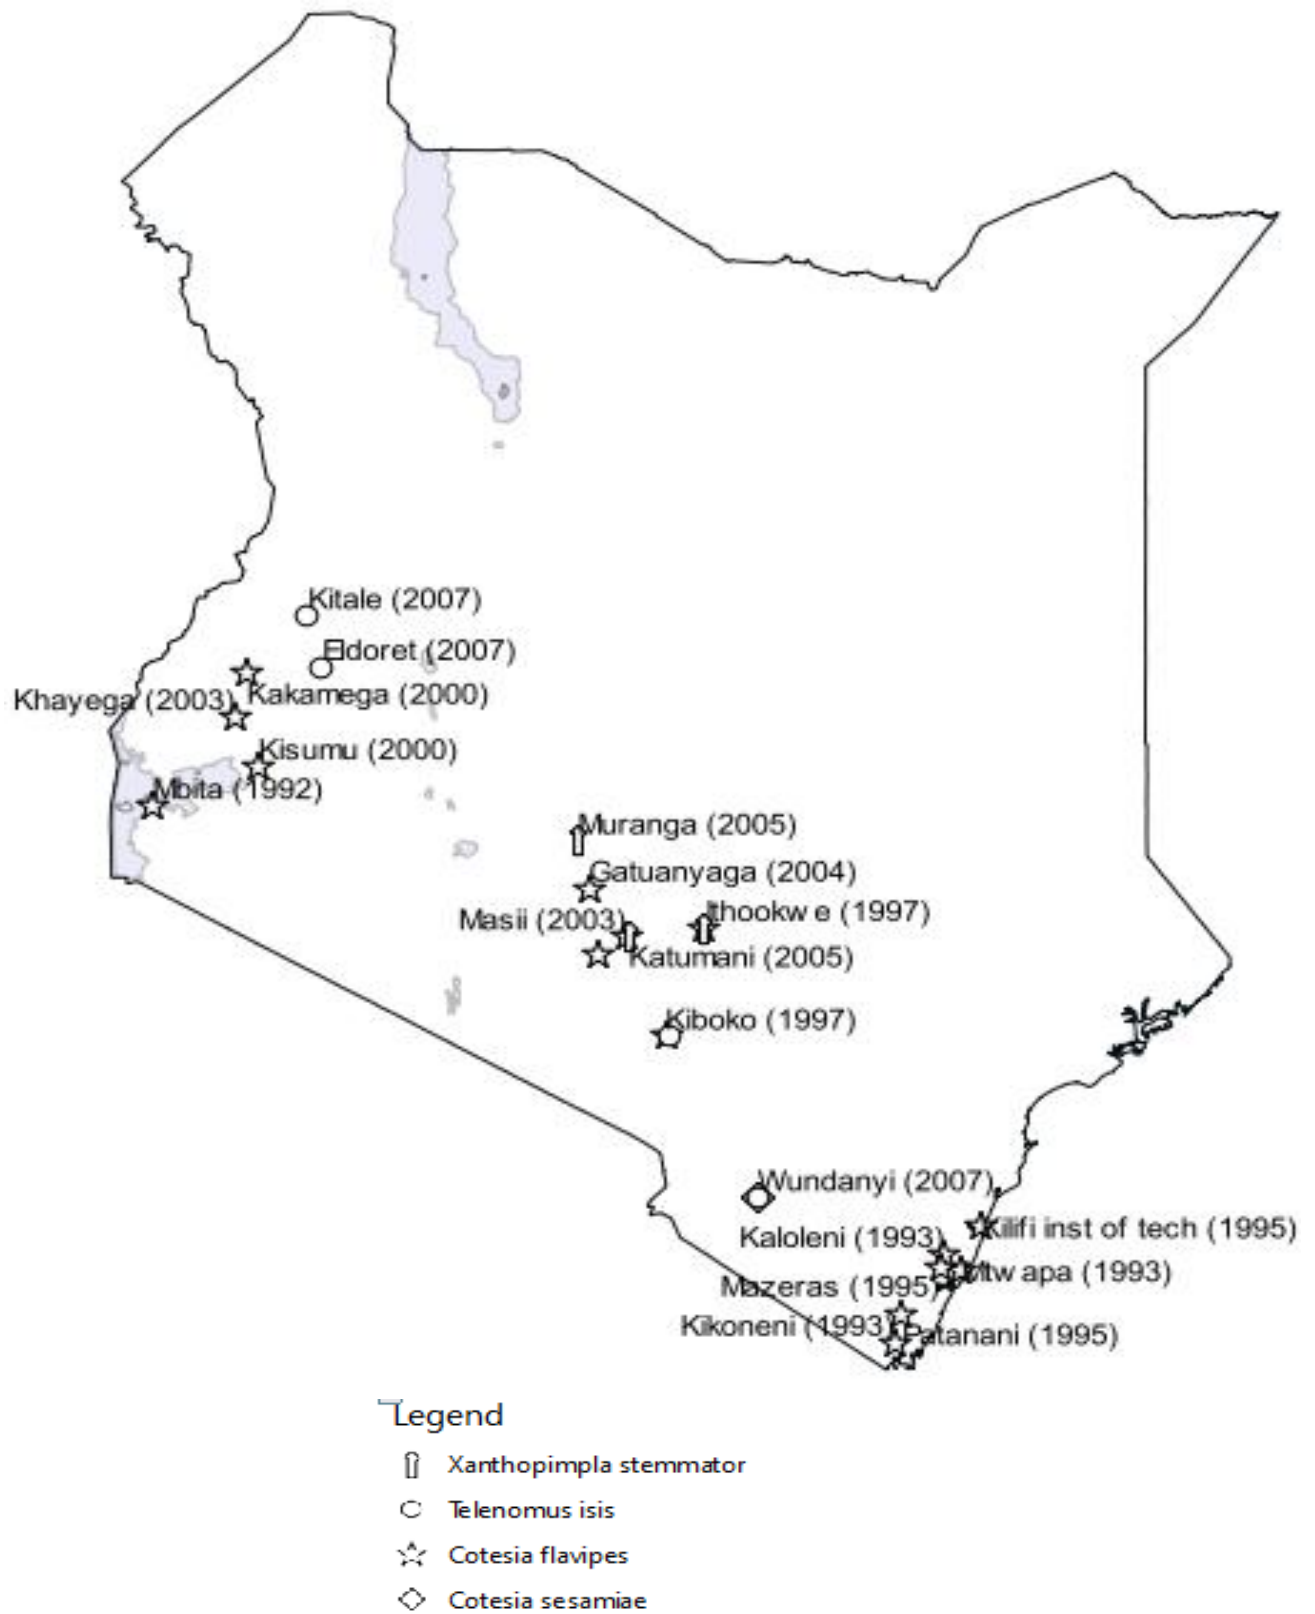 Kitale (2007)
Eldoret (2007)
Kakamega (2000)
Khayega (2003)
Kisumu (2000)
Mbita (1992)
Muranga (2005)
Gatuanyaga (2004)
Ithookw e (1997)
Masii (2003)
Katumani (2005)
Kiboko (1997)
Wundanyi (2007)
Kilifi inst of tech (1995)
Kaloleni (1993)
Mtw apa (1993)
Mazeras (1995)
Kikoneni (1993)
Patanani (1995)
Legend
Xanthopimpla stemmator
Telenomus isis
Cotesia flavipes
Cotesia sesamiae